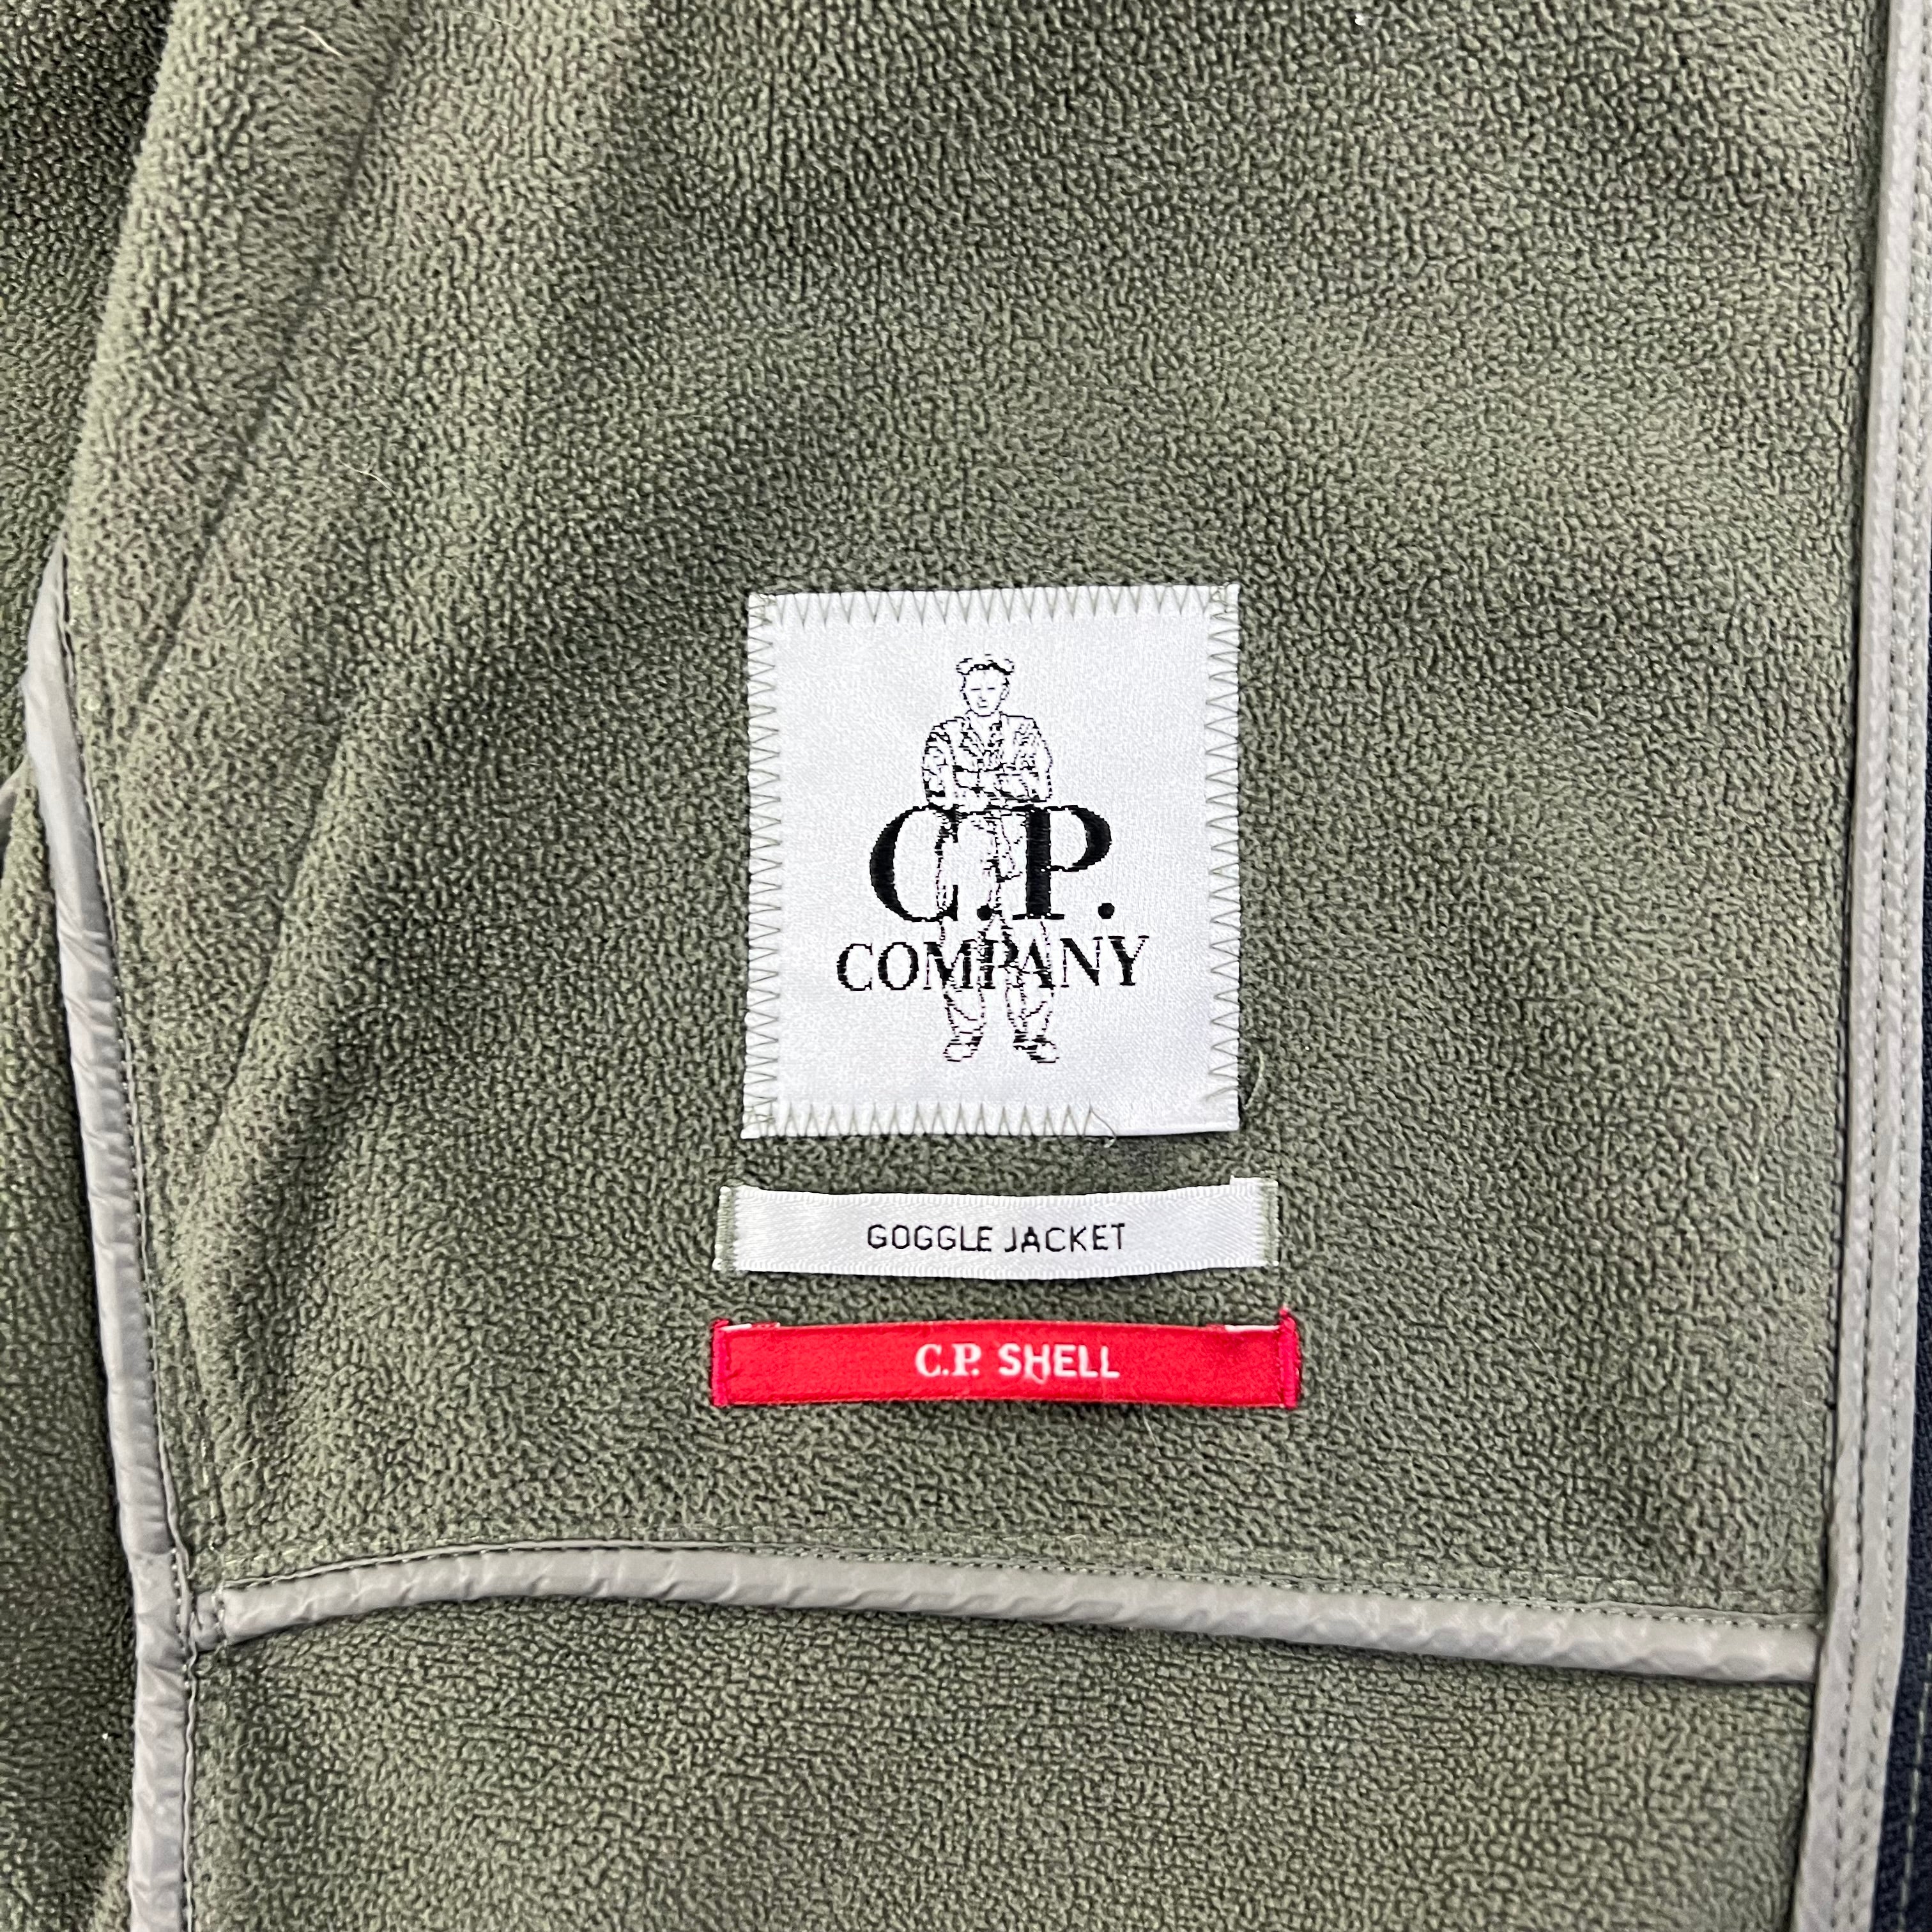 C.P.
COMPANY
GOGGLE JACKET
C.P. SHELL